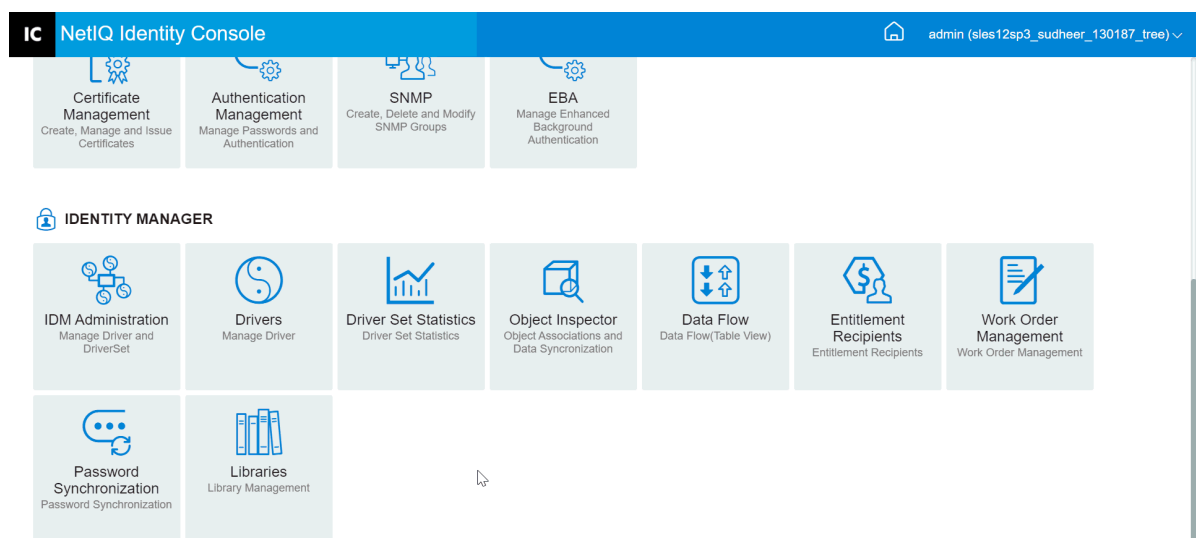 IC NetIQ Identity Console admin (sles12sp3_sudheer_130187_tree)
Certificate
Management
Create, Manage and Issue
Certificates
Authentication
Management
Manage Passwords and
Authentication
SNMP
Create, Delete and Modify
SNMP Groups
EBA
Manage Enhanced
Background
Authentication
IDENTITY MANAGER
IDM Administration
Manage Driver and
DriverSet
Drivers
Manage Driver
Driver Set Statistics
Driver Set Statistics
Object Inspector
Object Associations and
Data Syncronization
Data Flow
Data Flow(Table View)
Entitlement
Recipients
Entitlement Recipients
Work Order
Management
Work Order Management
Password
Synchronization
Password Synchronization
Libraries
Library Management